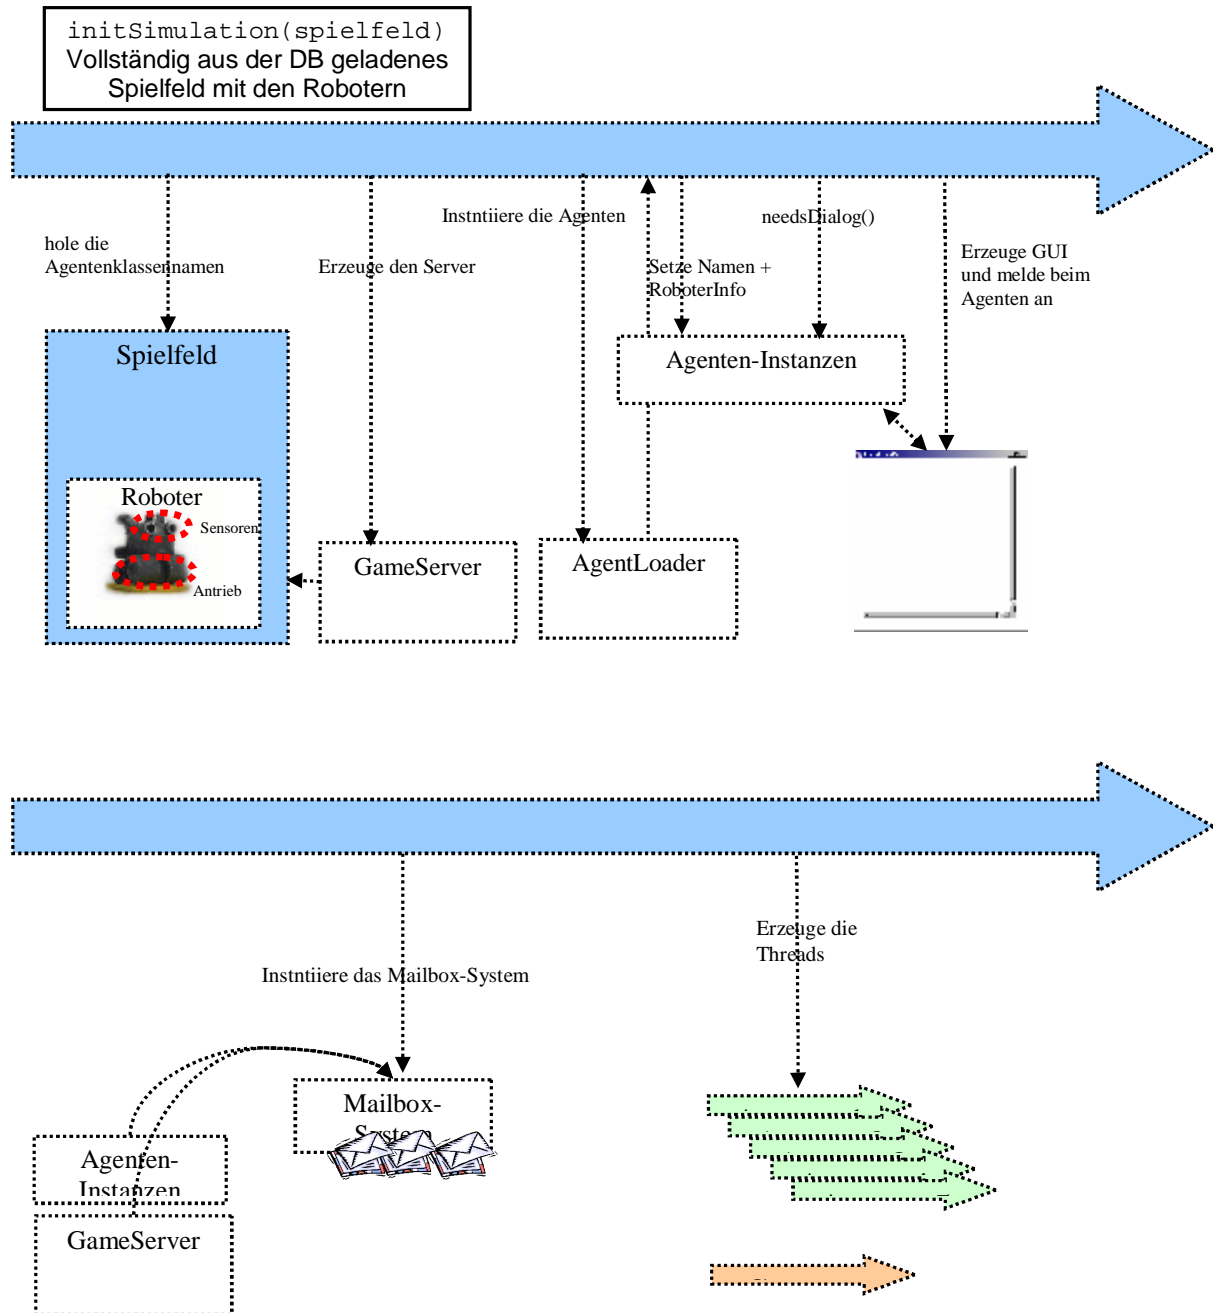 initSimulation(spielfeld)
Vollständig aus der DB geladenes
Spielfeld mit den Robotern
Instntiiere die Agenten
needsDialog()
hole die
Agentenklassennamen
Erzeuge den Server
Setze Namen +
RoboterInfo
Erzeuge GUI
und melde beim
Agenten an
Spielfeld
Agenten-Instanzen
Roboter
Sensoren
Antrieb
GameServer
AgentLoader
Erzeuge die
Threads
Instntiiere das Mailbox-System
Mailbox-
System
Agenten-
Instanzen
GameServer